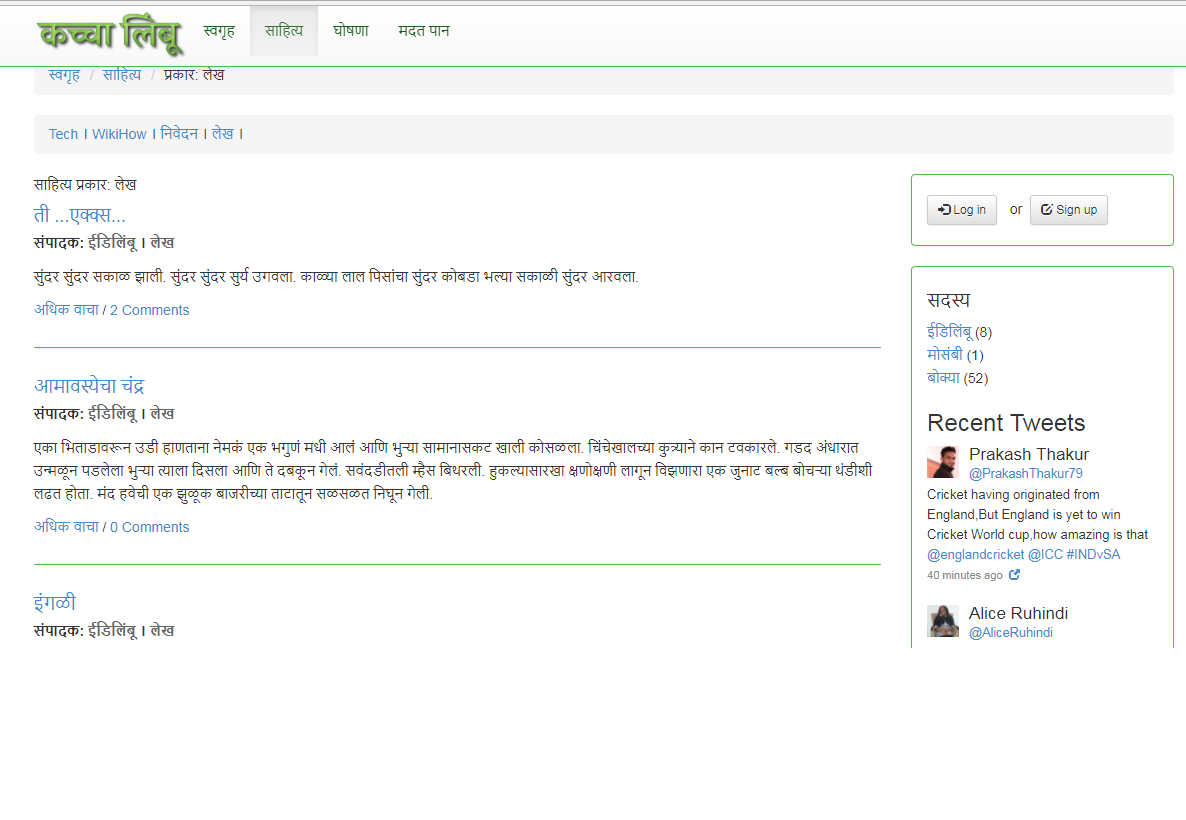 कच्चा लिंबू स्वगृह साहित्य घोषणा मदत पान
स्वगृह / साहित्य / प्रकार: लेख
Tech । WikiHow । निवेदन । लेख ।
साहित्य प्रकार: लेख
ती ...एक्क्स...
संपादक: ईडिलिंबू । लेख
सुंदर सुंदर सकाळ झाली. सुंदर सुंदर सुर्य उगवला. काळ्या लाल पिसांचा सुंदर कोबडा भल्या सकाळी सुंदर आरवला.
अधिक वाचा / 2 Comments
आमावस्येचा चंद्र
संपादक: ईडिलिंबू । लेख
एका भिताडावरून उडी हाणताना नेमकं एक भगुणं मधी आलं आणि भुऱ्या सामानासकट खाली कोसळला. चिंचेखालच्या कुत्र्याने कान टवकारले. गडद अंधारात
उन्मळून पडलेला भुऱ्या त्याला दिसला आणि ते दबकून गेलं. सवंदडीतली म्हैस बिथरली. हुकल्यासारखा क्षणोक्षणी लागून विझणारा एक जुनाट बल्ब बोचऱ्या थंडीशी
लढत होता. मंद हवेची एक झुळूक बाजरीच्या ताटातून सळसळत निघून गेली.
अधिक वाचा / 0 Comments
इंगळी
संपादक: ईडिलिंबू । लेख
Log in or Sign up
सदस्य
ईडिलिंबू (8)
मोसंबी (1)
बोक्या (52)
Recent Tweets
Prakash Thakur
@PrakashThakur79
Cricket having originated from
England,But England is yet to win
Cricket World cup,how amazing is that
@englandcricket @ICC #INDvSA
40 minutes ago
Alice Ruhindi
@AliceRuhindi